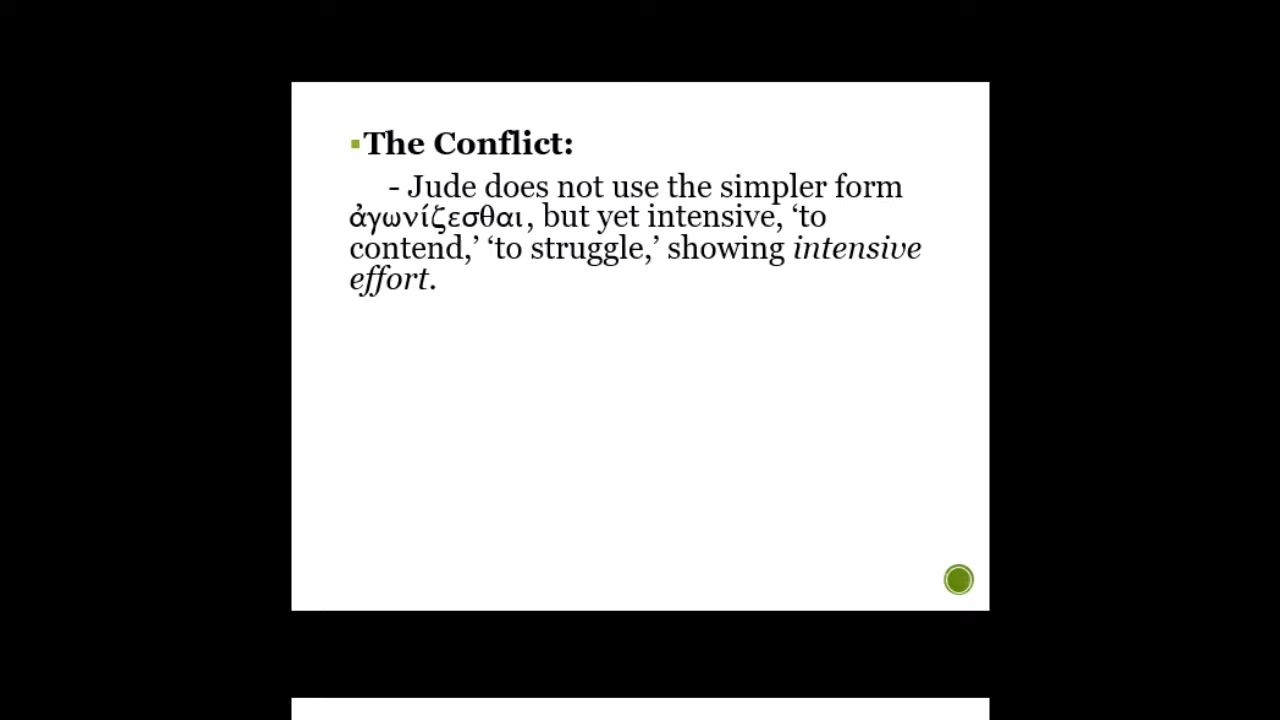 ▪The Conflict:
- Jude does not use the simpler form
ἀγωνίζεσθαι, but yet intensive, ‘to
contend,’ ‘to struggle,’ showing intensive
effort.